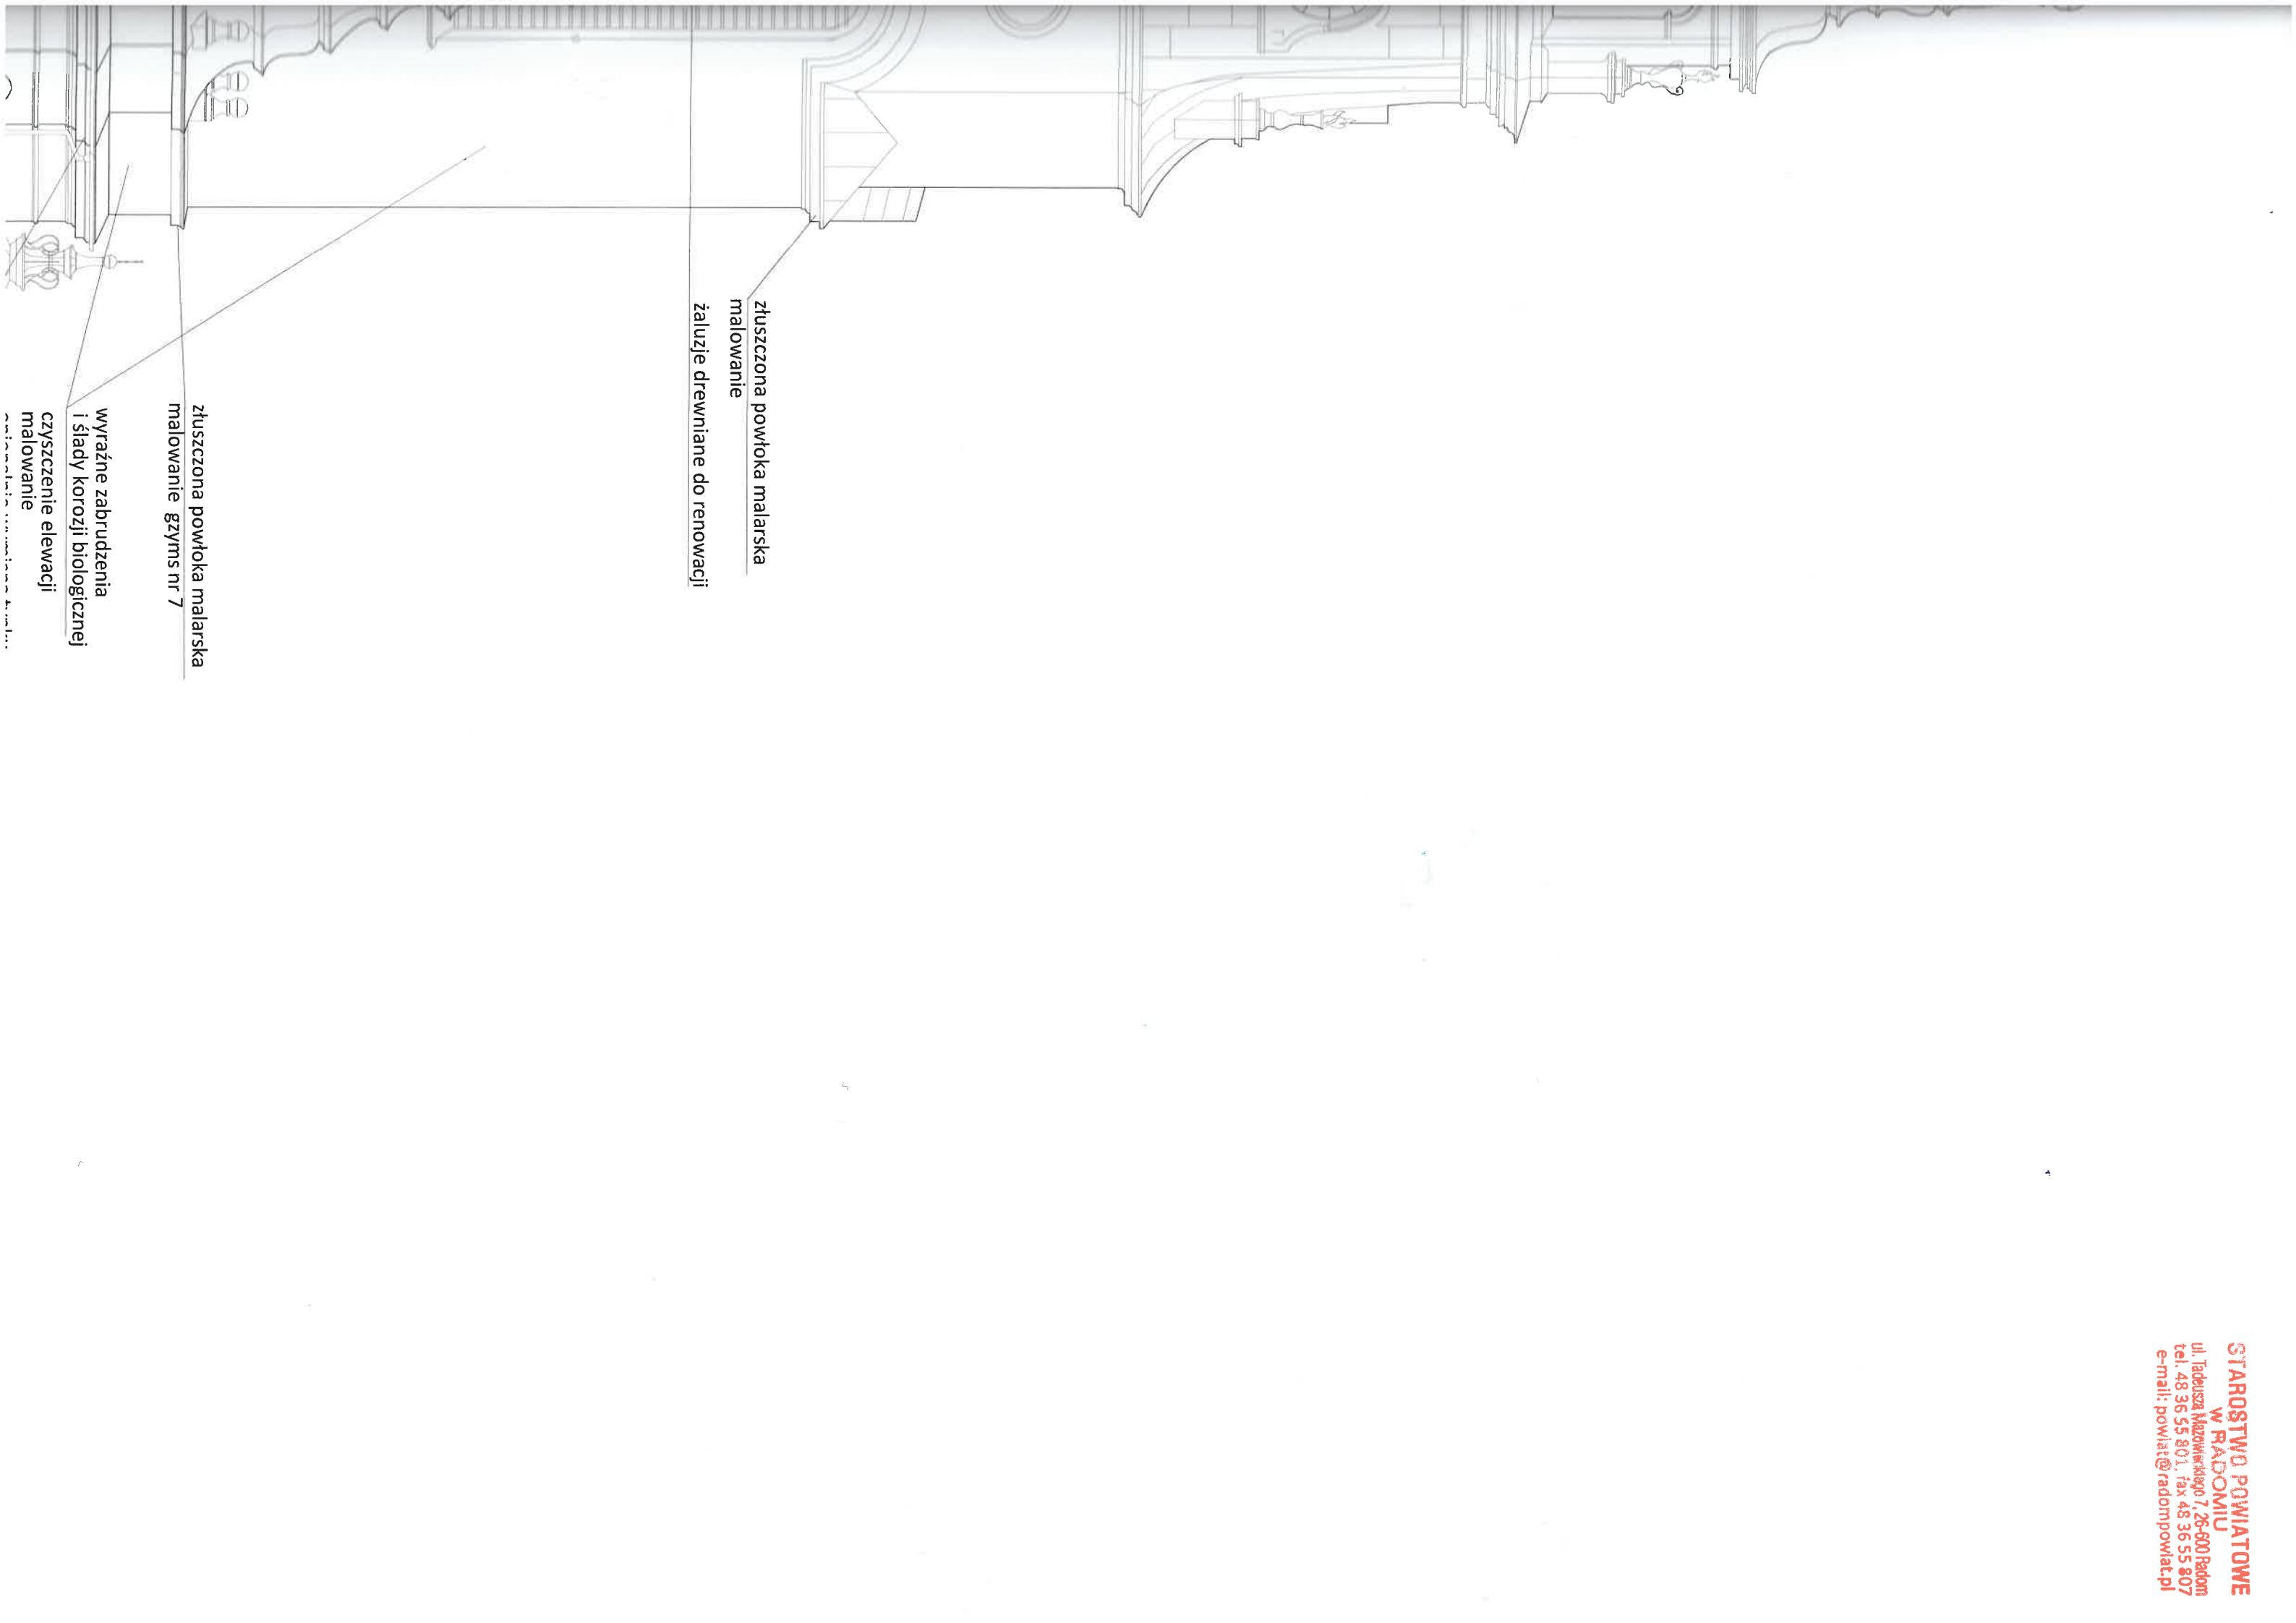 STAROSTWO POWIATOWE
W RADOMIU
ul. Tadeusza Mazowieckiego 7, 26-600 Radom
tel. 48 36 55 801, fax 48 36 55 807
e-mail: powiat@radompowiat.pl
złuszczona powłoka malarska
malowanie
żaluzje drewniane do renowacji
złuszczona powłoka malarska
malowanie gzyms nr 7
wyraźne zabrudzenia
i ślady korozji biologicznej
czyszczenie elewacji
malowanie